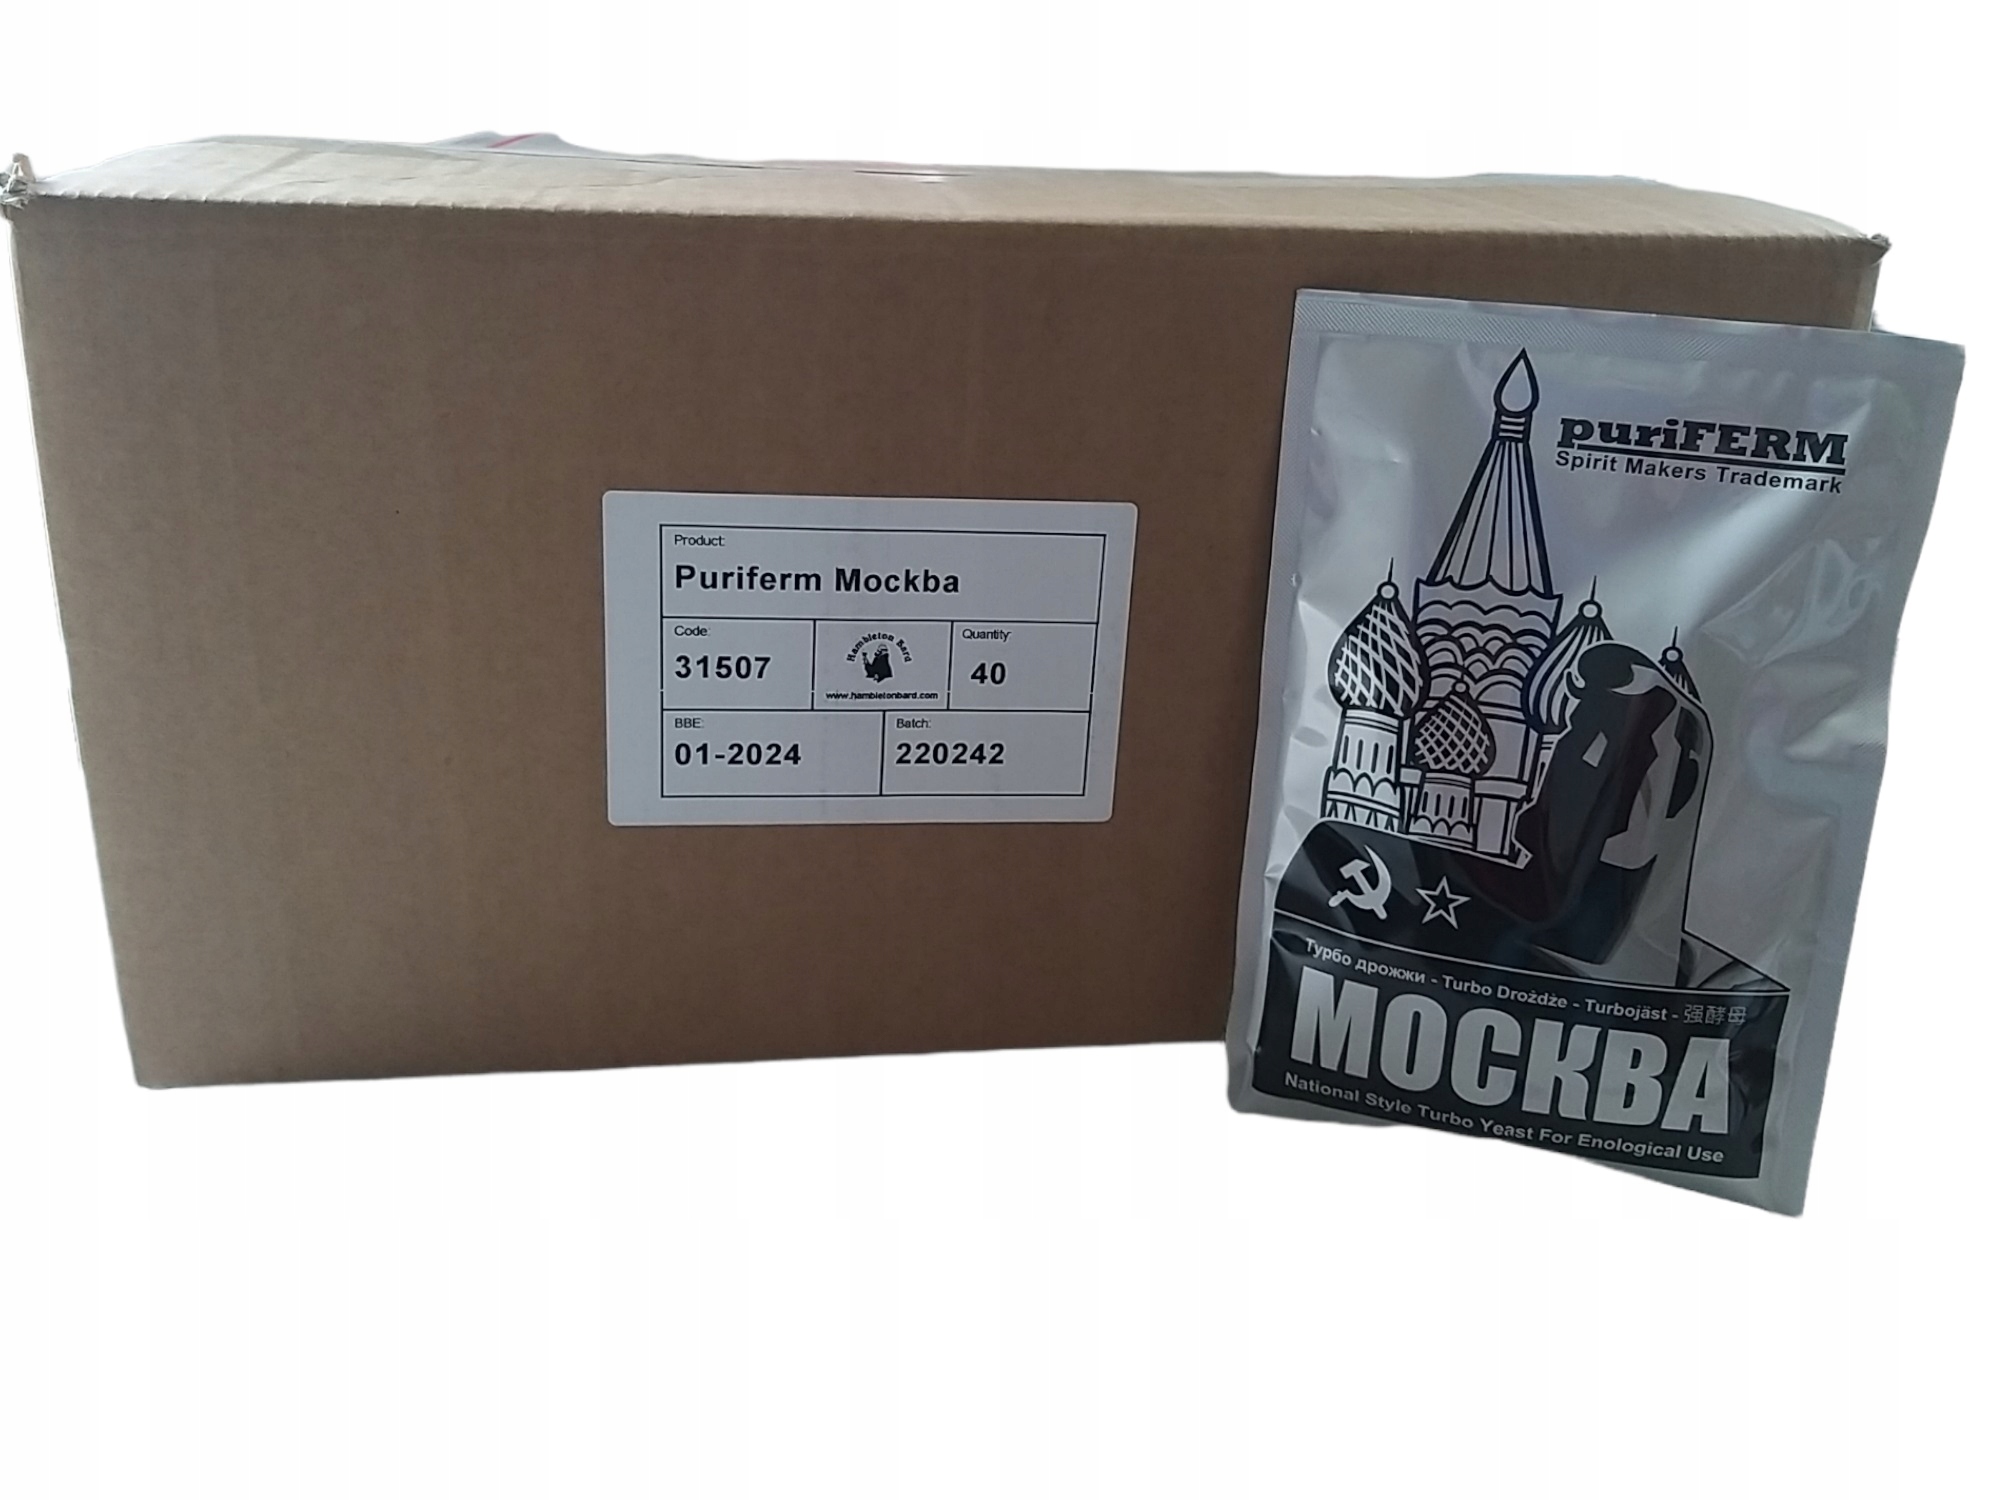 Product:
Puriferm Mockba
Code:
31507
Hambleton Bard
www.hambletonbard.com
Quantity:
40
BBE:
01-2024
Batch:
220242
puriFERM
Spirit Makers Trademark
Турбо дрожжи - Turbo Drożdże - Turbojäst - 强酵母
МОСКВА
National Style Turbo Yeast For Enological Use